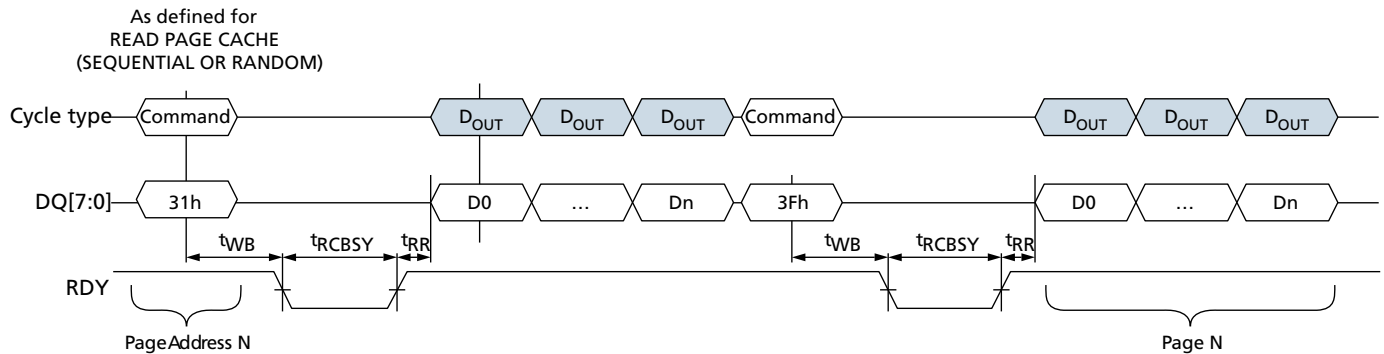 As defined for
READ PAGE CACHE
(SEQUENTIAL OR RANDOM)
Cycle type Command DOUT DOUT DOUT Command DOUT DOUT DOUT
DQ[7:0] 31h D0 … Dn 3Fh D0 … Dn
tWB tRCBSY tRR tWB tRCBSY tRR
RDY
Page Address N Page N